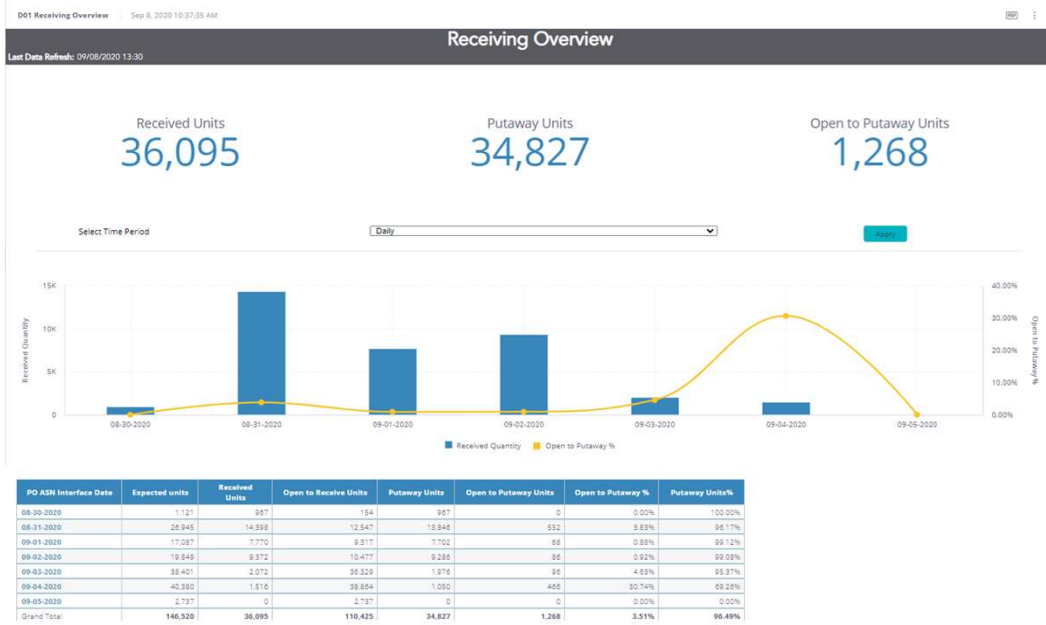 D01 Receiving Overview Sep 8, 2020 10:37:35 AM PDF
Receiving Overview
Last Data Refresh: 09/08/2020 13:30
Received Units Putaway Units Open to Putaway Units
36,095 34,827 1,268
Select Time Period Daily Apply
15K 40.00%
30.00%
10K
20.00%
5K
10.00%
0 0.00%
Received Quantity
Open to Putaway %
08-30-2020 08-31-2020 09-01-2020 09-02-2020 09-03-2020 09-04-2020 09-05-2020
Received Quantity Open to Putaway %
PO ASN Interface Date Expected units Received Units Open to Receive Units Putaway Units Open to Putaway Units Open to Putaway % Putaway Units%
08-30-2020 1,121 967 154 967 0 0.00% 100.00%
08-31-2020 26,945 14,398 12,547 13,846 552 3.83% 96.17%
09-01-2020 17,087 7,770 9,317 7,702 68 0.88% 99.12%
09-02-2020 19,849 9,372 10,477 9,286 86 0.92% 99.08%
09-03-2020 38,401 2,072 36,329 1,976 96 4.63% 95.37%
09-04-2020 40,380 1,516 38,864 1,050 466 30.74% 69.26%
09-05-2020 2,737 0 2,737 0 0 0.00% 0.00%
Grand Total 146,520 36,095 110,425 34,827 1,268 3.51% 96.49%